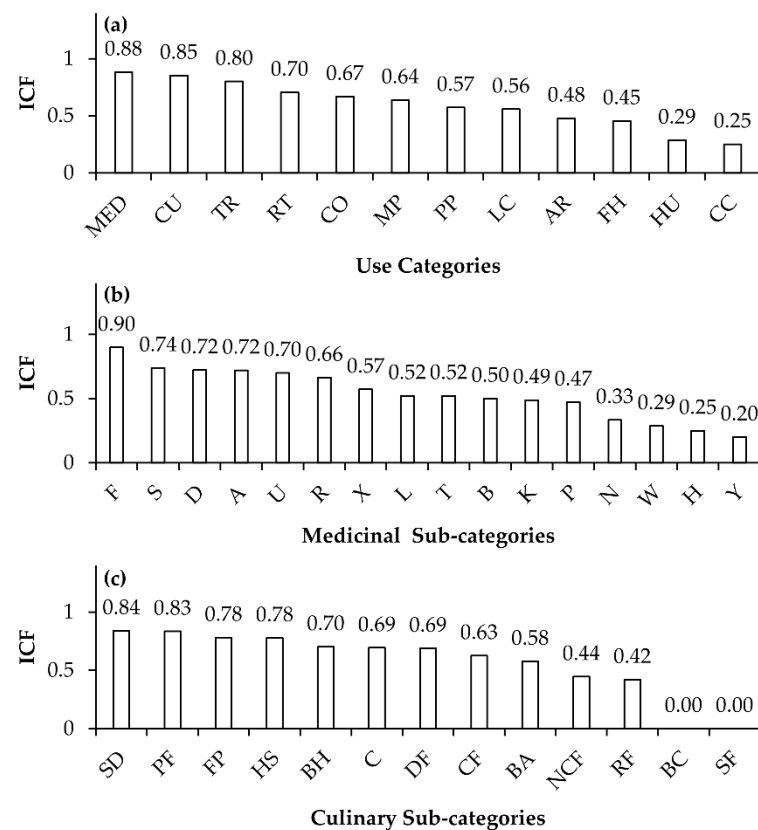 (a)
ICF
1
0.5
0
0.88 0.85 0.80 0.70 0.67 0.64 0.57 0.56 0.48 0.45 0.29 0.25
MED CU TR RT CO MP PP LC AR FH HU CC
Use Categories
(b)
ICF
1
0.5
0
0.90 0.74 0.72 0.72 0.70 0.66 0.57 0.52 0.52 0.50 0.49 0.47 0.33 0.29 0.25 0.20
F S D A U R X L T B K P N W H Y
Medicinal Sub-categories
(c)
ICF
1
0.5
0
0.84 0.83 0.78 0.78 0.70 0.69 0.69 0.63 0.58 0.44 0.42 0.00 0.00
SD PF FP HS BH C DF CF BA NCF RF BC SF
Culinary Sub-categories